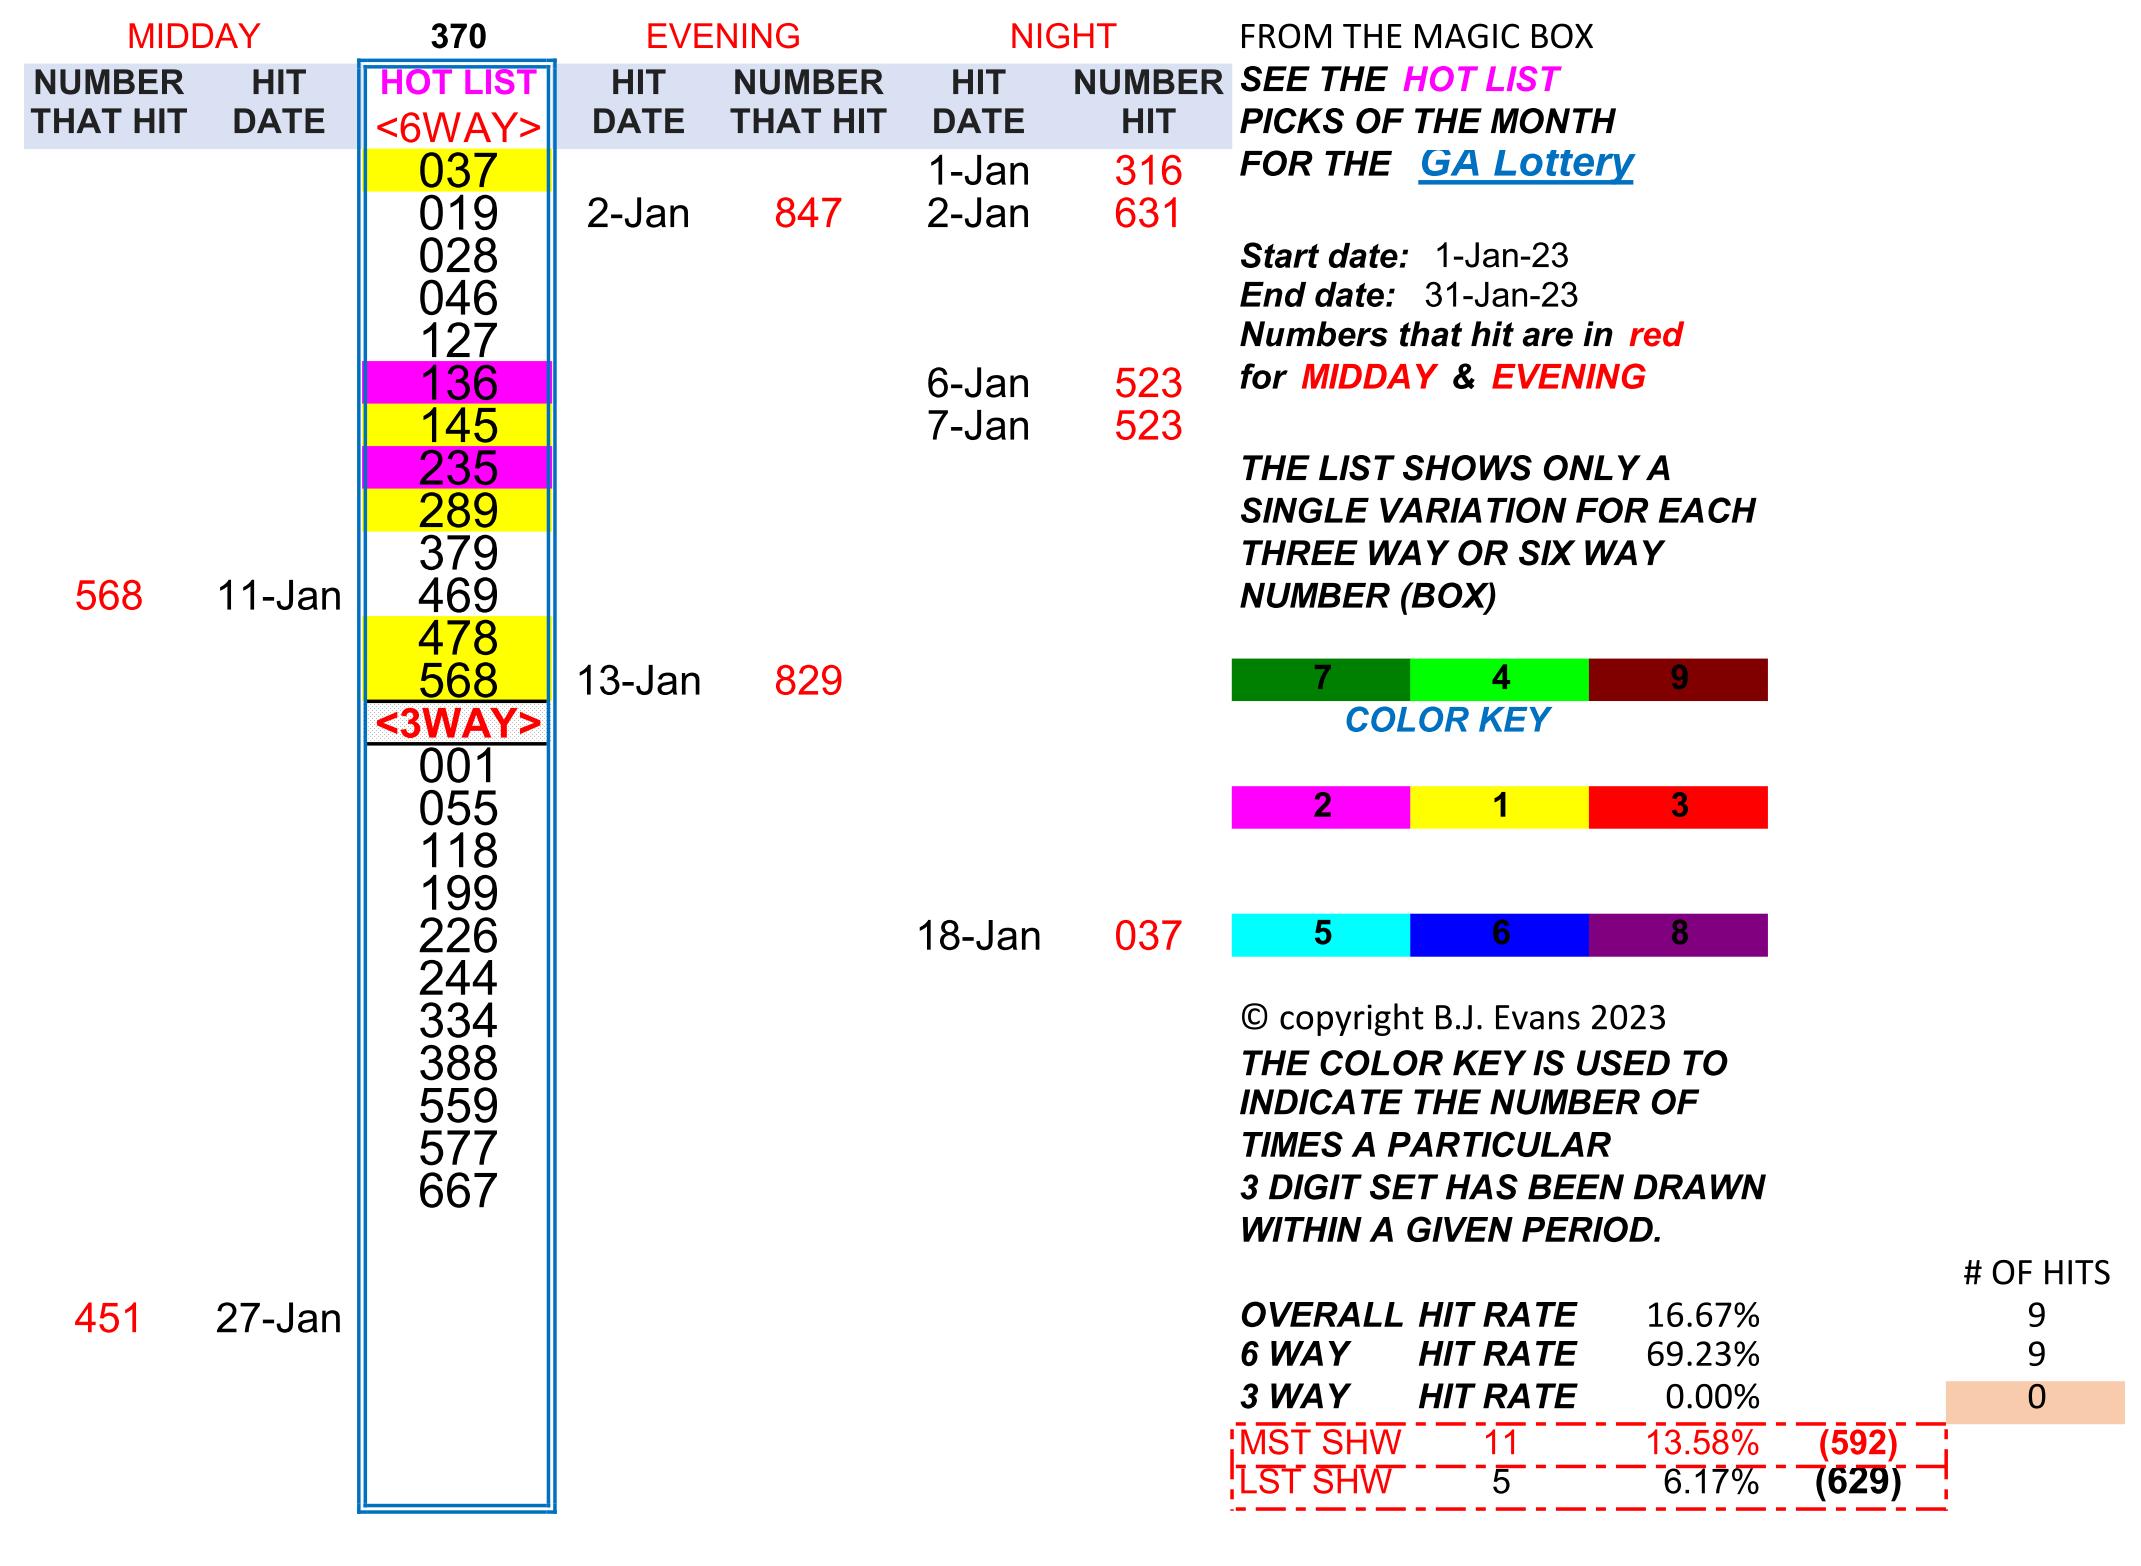 MIDDAY 370 EVENING NIGHT FROM THE MAGIC BOX
NUMBER HIT HOT LIST HIT NUMBER HIT NUMBER SEE THE HOT LIST
THAT HIT DATE <6WAY> DATE THAT HIT DATE HIT PICKS OF THE MONTH
037 1-Jan 316 FOR THE GA Lottery
019 2-Jan 847 2-Jan 631
028 Start date: 1-Jan-23
046 End date: 31-Jan-23
127 Numbers that hit are in red
136 6-Jan 523 for MIDDAY & EVENING
145 7-Jan 523
235 THE LIST SHOWS ONLY A
289 SINGLE VARIATION FOR EACH
379 THREE WAY OR SIX WAY
568 11-Jan 469 NUMBER (BOX)
478
568 13-Jan 829 7 4 9
<3WAY> COLOR KEY
001
055 2 1 3
118
199
226 18-Jan 037 5 6 8
244
334 © copyright B.J. Evans 2023
388 THE COLOR KEY IS USED TO
559 INDICATE THE NUMBER OF
577 TIMES A PARTICULAR
667 3 DIGIT SET HAS BEEN DRAWN
WITHIN A GIVEN PERIOD.
# OF HITS
451 27-Jan OVERALL HIT RATE 16.67% 9
6 WAY HIT RATE 69.23% 9
3 WAY HIT RATE 0.00% 0
MST SHW 11 13.58% (592)
LST SHW 5 6.17% (629)